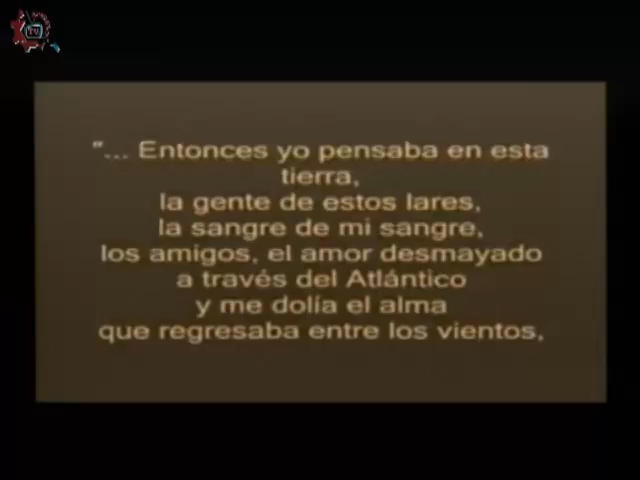 TV
"... Entonces yo pensaba en esta
tierra,
la gente de estos lares,
la sangre de mi sangre,
los amigos, el amor desmayado
a través del Atlántico
y me dolía el alma
que regresaba entre los vientos,